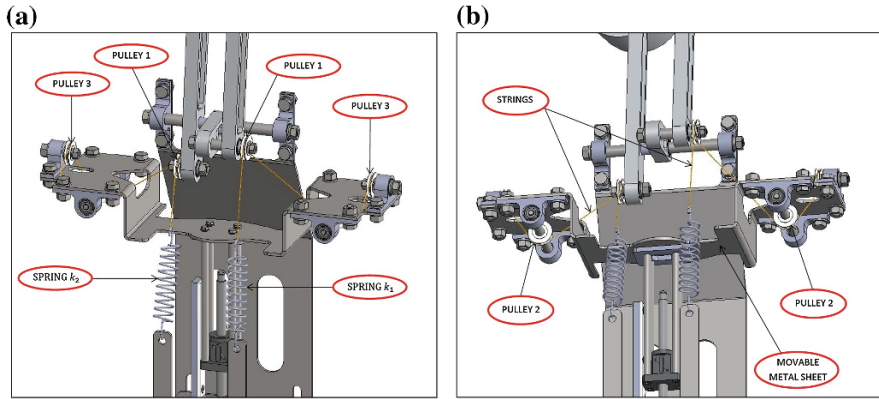 (a)
(b)
PULLEY 1
PULLEY 1
PULLEY 3
PULLEY 3
SPRING k₂
SPRING k₁
STRINGS
PULLEY 2
PULLEY 2
MOVABLE
METAL SHEET